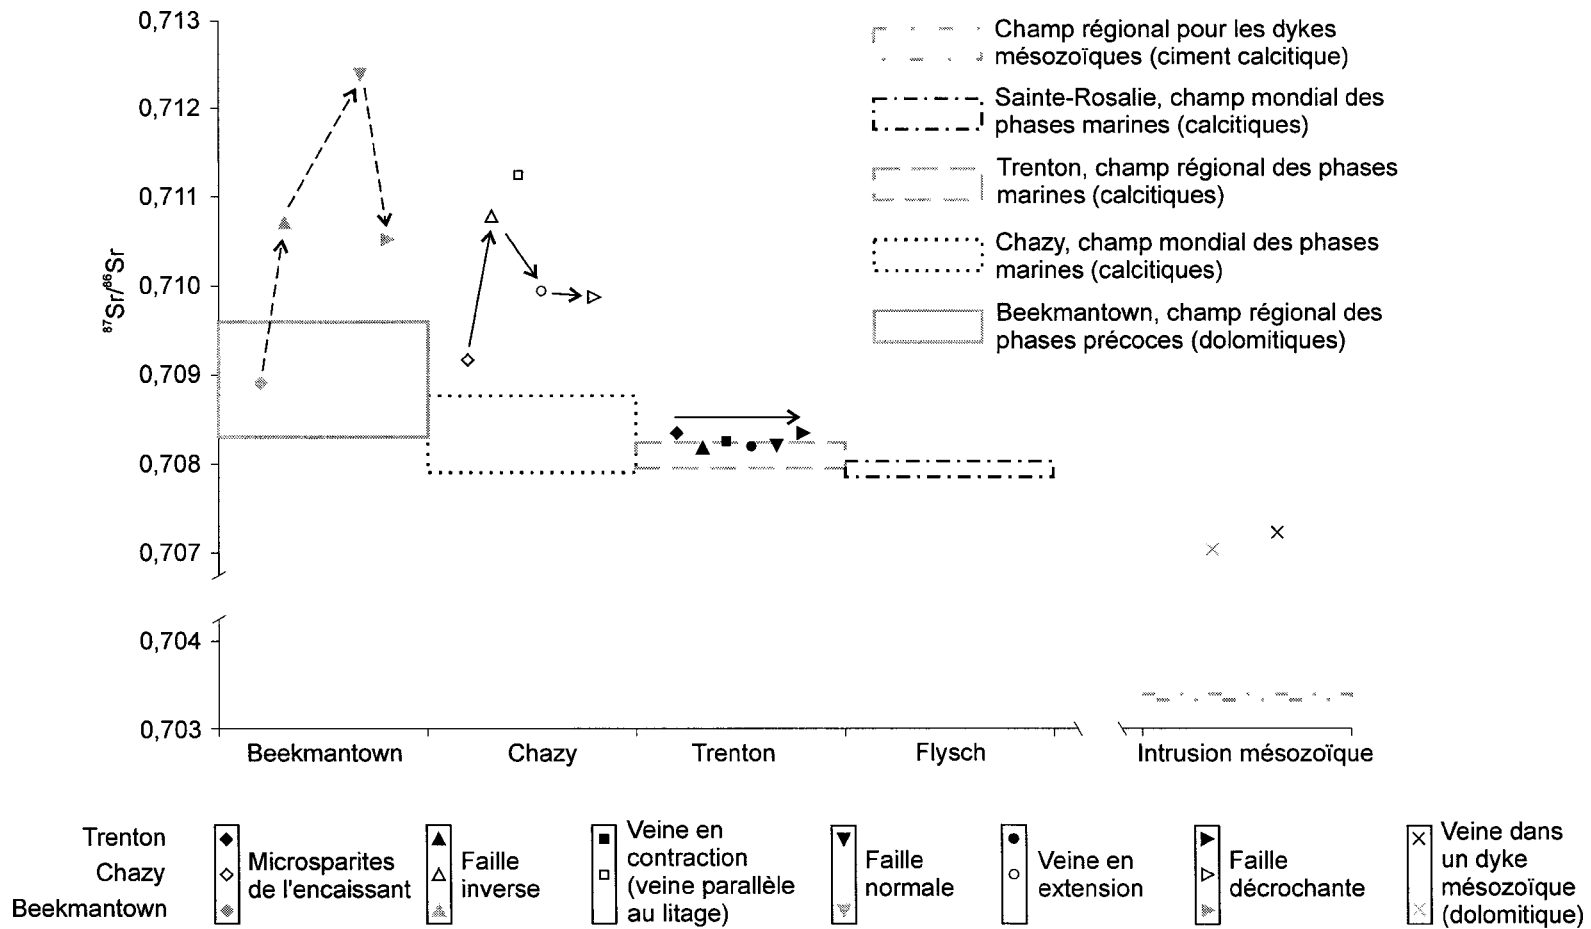 0,713
0,712
0,711
0,710
0,709
0,708
0,707
0,704
0,703
⁸⁷Sr/⁸⁶Sr
Champ régional pour les dykes
mésozoïques (ciment calcitique)
Sainte-Rosalie, champ mondial des
phases marines (calcitiques)
Trenton, champ régional des phases
marines (calcitiques)
Chazy, champ mondial des phases
marines (calcitiques)
Beekmantown, champ régional des
phases précoces (dolomitiques)
Beekmantown
Chazy
Trenton
Flysch
Intrusion mésozoïque
Trenton
Chazy
Beekmantown
Microsparites
de l'encaissant
Faille
inverse
Veine en
contraction
(veine parallèle
au litage)
Faille
normale
Veine en
extension
Faille
décrochante
Veine dans
un dyke
mésozoïque
(dolomitique)